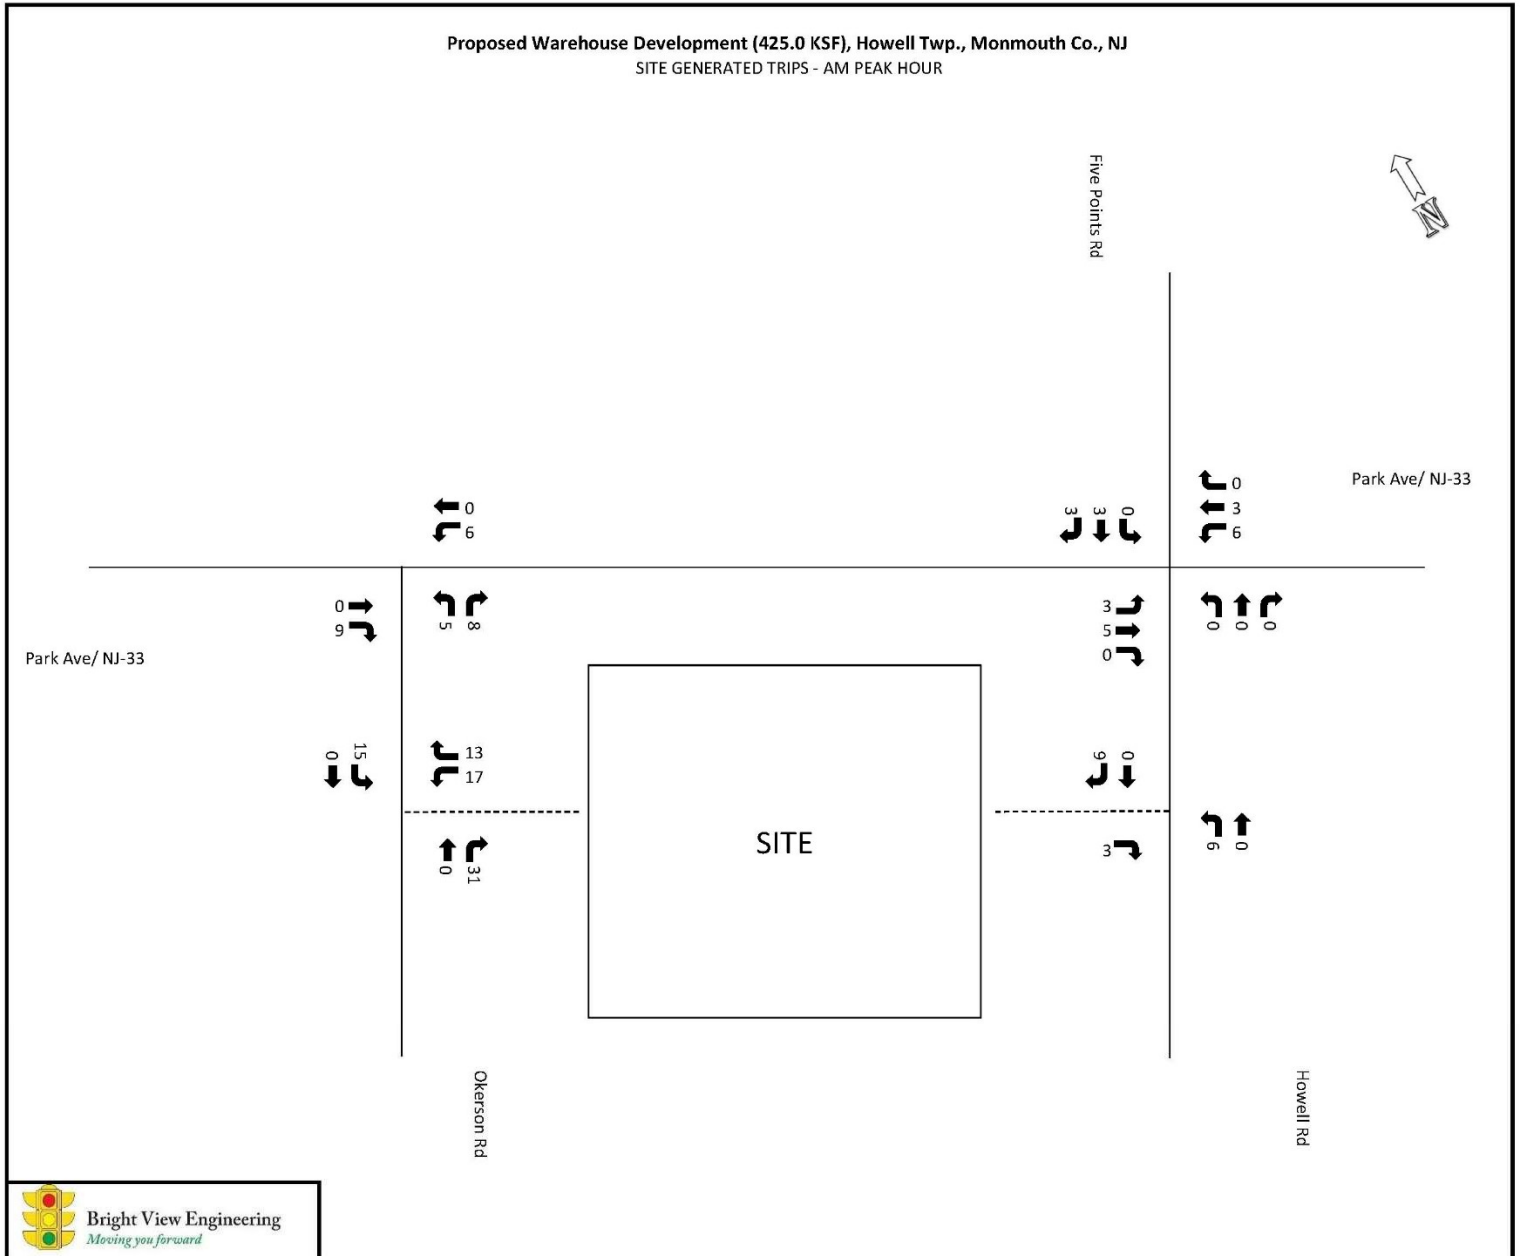 Proposed Warehouse Development (425.0 KSF), Howell Twp., Monmouth Co., NJ
SITE GENERATED TRIPS - AM PEAK HOUR
Five Points Rd
N
Park Ave/ NJ-33
0
6
3
3
0
0
3
6
0
9
5
8
3
5
0
0
0
0
Park Ave/ NJ-33
0
15
13
17
9
0
SITE
0
31
3
6
0
Okerson Rd
Howell Rd
Bright View Engineering
Moving you forward